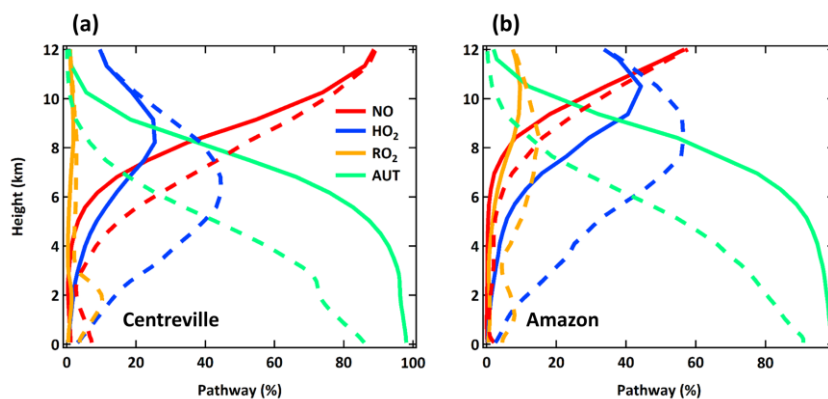 (a)
(b)
12
10
8
6
4
2
0
Height (km)
NO
HO₂
RO₂
AUT
Centreville
0 20 40 60 80 100
Pathway (%)
12
10
8
6
4
2
0
Amazon
0 20 40 60 80
Pathway (%)